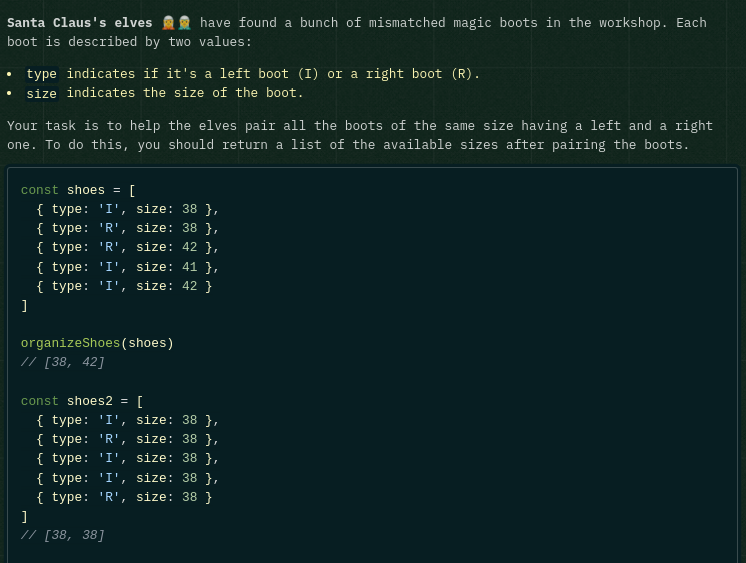 Santa Claus's elves 🧝🧝‍♂️ have found a bunch of mismatched magic boots in the workshop. Each
boot is described by two values:
• type indicates if it's a left boot (I) or a right boot (R).
• size indicates the size of the boot.
Your task is to help the elves pair all the boots of the same size having a left and a right
one. To do this, you should return a list of the available sizes after pairing the boots.
const shoes = [
  { type: 'I', size: 38 },
  { type: 'R', size: 38 },
  { type: 'R', size: 42 },
  { type: 'I', size: 41 },
  { type: 'I', size: 42 }
]
organizeShoes(shoes)
// [38, 42]
const shoes2 = [
  { type: 'I', size: 38 },
  { type: 'R', size: 38 },
  { type: 'I', size: 38 },
  { type: 'I', size: 38 },
  { type: 'R', size: 38 }
]
// [38, 38]